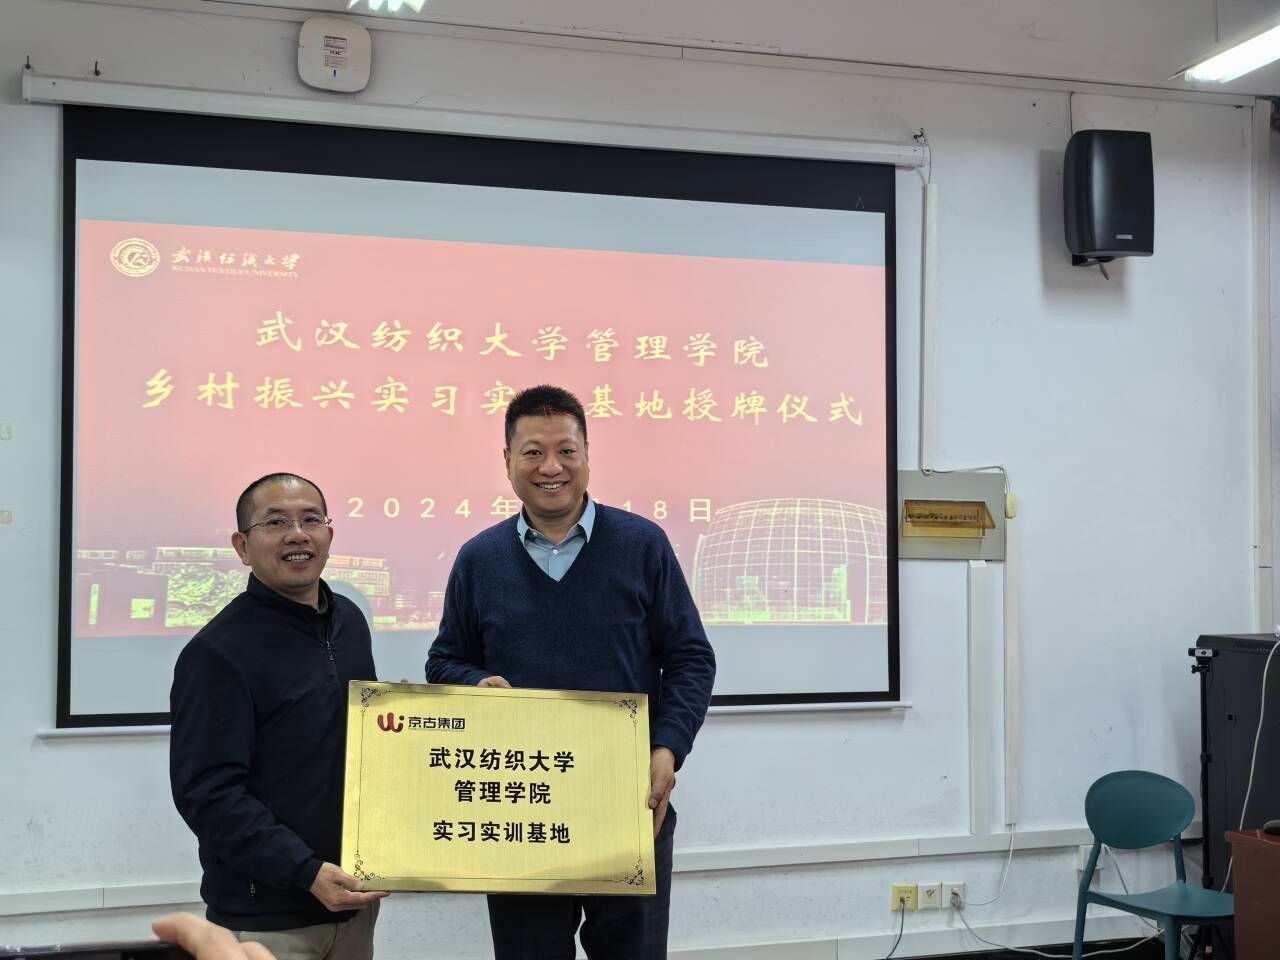 武汉纺织大学
WUHAN TEXTILE UNIVERSITY
武汉纺织大学管理学院
乡村振兴实习实 基地授牌仪式
2024年 18日
京古集团
武汉纺织大学
管理学院
实习实训基地